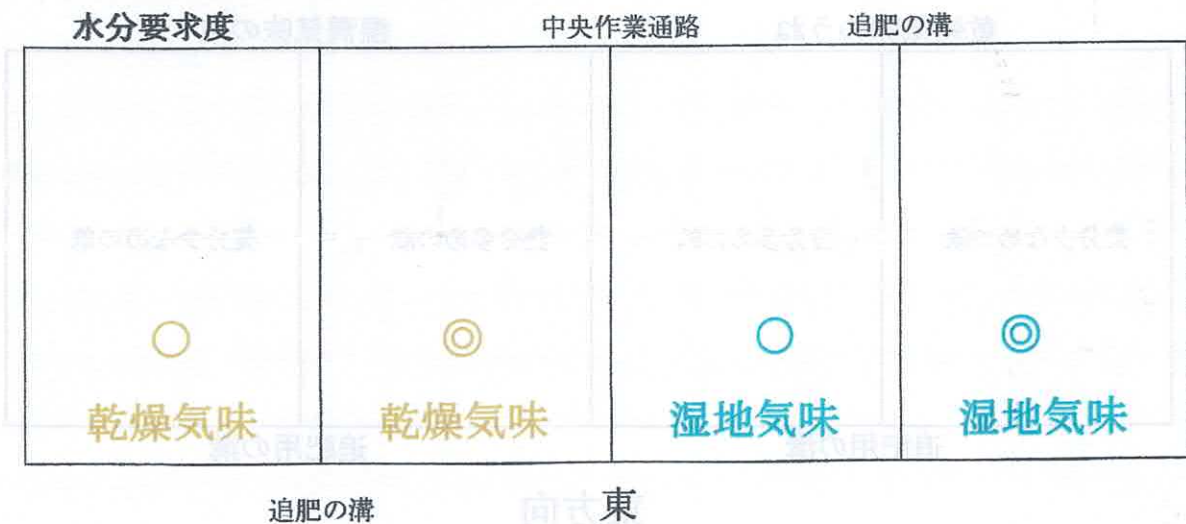 水分要求度 中央作業通路 追肥の溝
○ ◎ ○ ◎
乾燥気味 乾燥気味 湿地気味 湿地気味
追肥の溝 東